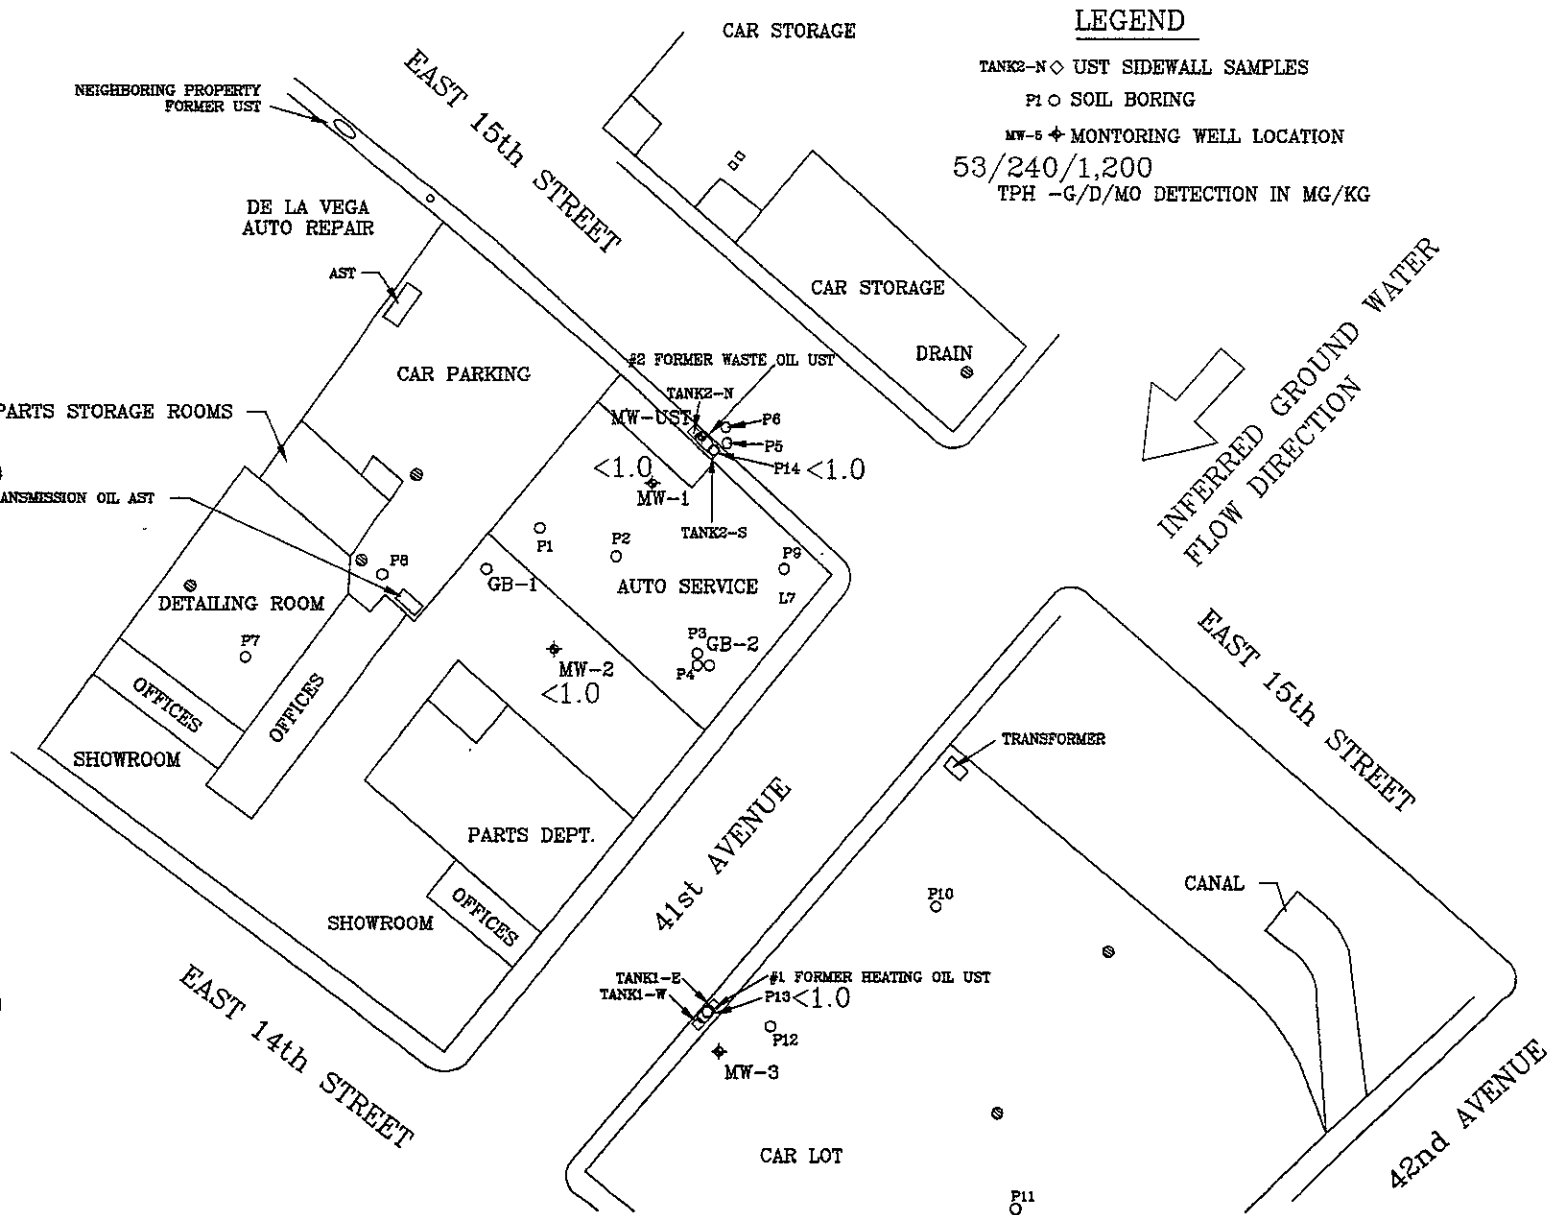 LEGEND
TANK2-N UST SIDEWALL SAMPLES
P1 SOIL BORING
MW-5 MONTORING WELL LOCATION
53/240/1,200
TPH -G/D/MO DETECTION IN MG/KG
CAR STORAGE
EAST 15th STREET
NEIGHBORING PROPERTY
FORMER UST
DE LA VEGA
AUTO REPAIR
AST
CAR STORAGE
DRAIN
INFERRED GROUND WATER
FLOW DIRECTION
#2 FORMER WASTE OIL UST
CAR PARKING
TANK2-N
PARTS STORAGE ROOMS
MW-UST
P6
P5
P14 <1.0
<1.0
MW-1
TANK2-S
ANSMISSION OIL AST
P1
P2
P9
P8
GB-1
AUTO SERVICE
L7
DETAILING ROOM
P7
P3
GB-2
P4
MW-2
<1.0
OFFICES
OFFICES
SHOWROOM
EAST 15th STREET
TRANSFORMER
41st AVENUE
PARTS DEPT.
CANAL
P10
OFFICES
SHOWROOM
TANK1-E
#1 FORMER HEATING OIL UST
TANK1-W
P13 <1.0
P12
MW-3
EAST 14th STREET
42nd AVENUE
CAR LOT
P11